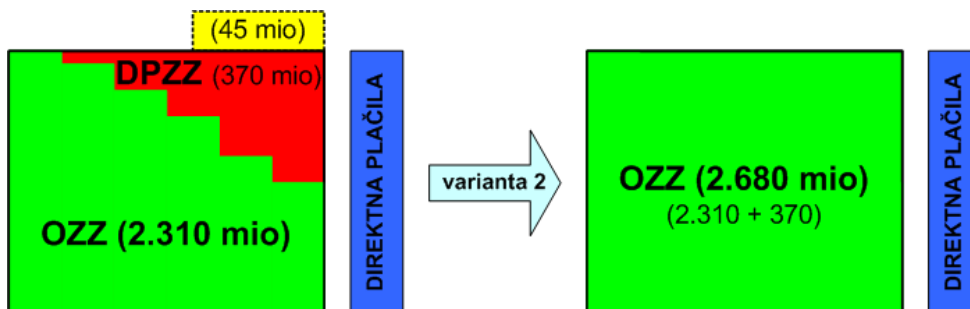 (45 mio)
DPZZ (370 mio)
OZZ (2.310 mio)
DIREKTNA PLAČILA
varianta 2
OZZ (2.680 mio)
(2.310 + 370)
DIREKTNA PLAČILA